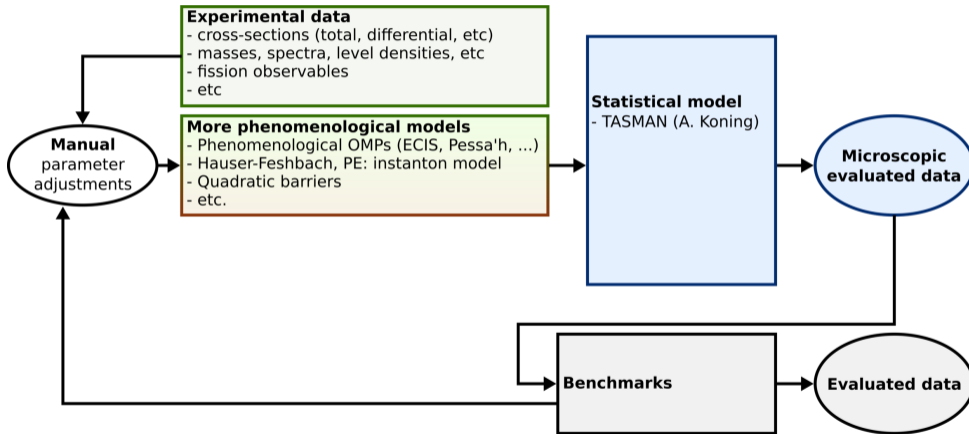 Experimental data
- cross-sections (total, differential, etc)
- masses, spectra, level densities, etc
- fission observables
- etc
Manual
parameter
adjustments
More phenomenological models
- Phenomenological OMPs (ECIS, Pessa'h, ...)
- Hauser-Feshbach, PE: instanton model
- Quadratic barriers
- etc.
Statistical model
- TASMAN (A. Koning)
Microscopic
evaluated data
Benchmarks
Evaluated data